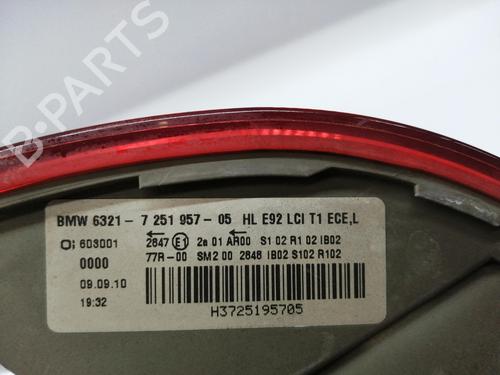 B-PARTS
BMW 6321- 7 251 957- 05 HL E92 LCI T1 ECE,L
603001 2647 E1 2a 01 AR00 S1 02 R1 02 IB02
0000 77R-00 SM2 00 2648 IB02 S102 R102
09.09.10
19:32
H3725195705